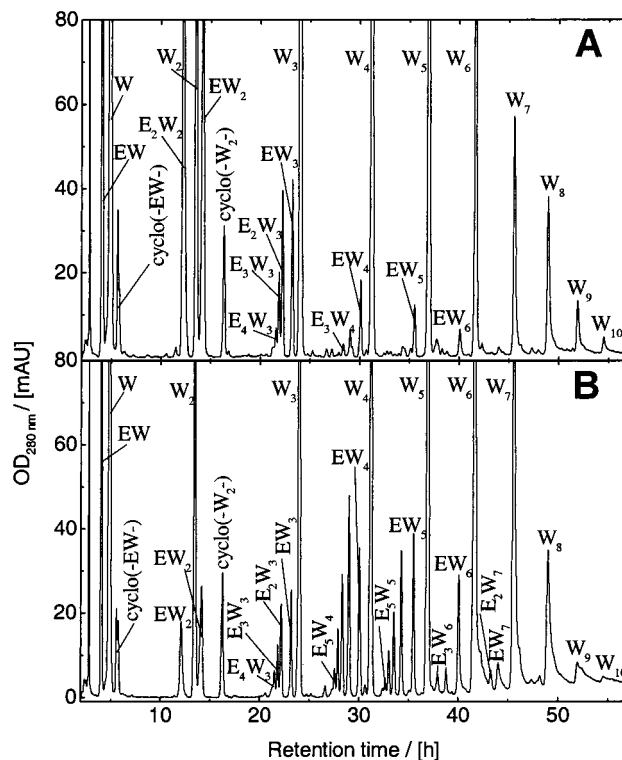 A
80
60
40
20
80
60
40
20
0
W
EW
cyclo(-EW-)
E₂W₂
W₂
EW₂
cyclo(-W₂-)
E₄W₃
E₃W₃
E₂W₃
EW₃
W₃
E₃W₄
EW₄
W₄
EW₅
W₅
EW₆
W₆
W₇
W₈
W₉
W₁₀
OD₂₈₀ ₙₘ / [mAU]
B
W
EW
cyclo(-EW-)
EW₂
EW₂
W₂
cyclo(-W₂-)
E₄W₃
E₃W₃
E₂W₃
EW₃
W₃
E₅W₄
EW₄
W₄
E₅W₅
EW₅
W₅
E₃W₆
EW₆
W₆
E₂W₇
EW₇
W₇
W₈
W₉
W₁₀
10
20
30
40
50
Retention time / [h]